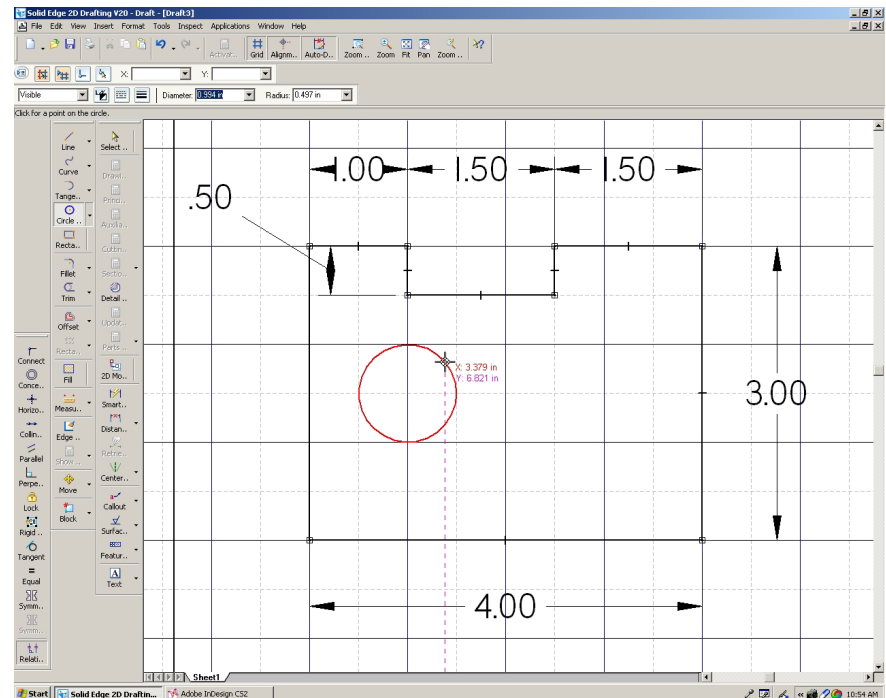 Solid Edge 2D Drafting V20 - Draft - [Draft3]
File Edit View Insert Format Tools Inspect Applications Window Help
Activat... Grid Alignm... Auto-D... Zoom ... Zoom Fit Pan Zoom ...
X: Y:
Visible Diameter: 0.994 in Radius: 0.497 in
Click for a point on the circle.
Line
Curve
Tange..
Circle ..
Recta..
Fillet
Trim
Offset
Recta..
Fill
Measu..
Edge ..
Show ..
Move
Block
Select ..
Drawi..
Princi..
Auxilia..
Cuttin..
Sectio..
Detail ..
Updat..
Parts ..
2D Mo..
Smart..
Distan..
Retrie..
Center..
Callout
Surfac..
Featur..
Text
Connect
Conce..
Horizo..
Collin..
Parallel
Perpe..
Lock
Rigid ..
Tangent
Equal
Symm..
Symm..
Relati..
1.00 1.50 1.50
.50
X: 3.379 in
Y: 6.821 in
3.00
4.00
Sheet1
Start Solid Edge 2D Draftin... Adobe InDesign CS2 10:54 AM